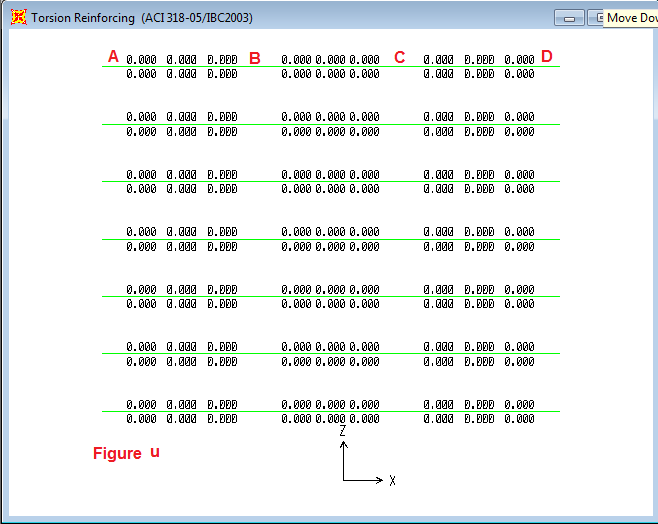 Torsion Reinforcing (ACI 318-05/IBC2003)
Move Dov
A 0.000 0.000 0.000 B 0.000 0.000 0.000 C 0.000 0.000 0.000 D
0.000 0.000 0.000 0.000 0.000 0.000 0.000 0.000 0.000
0.000 0.000 0.000 0.000 0.000 0.000 0.000 0.000 0.000
0.000 0.000 0.000 0.000 0.000 0.000 0.000 0.000 0.000
0.000 0.000 0.000 0.000 0.000 0.000 0.000 0.000 0.000
0.000 0.000 0.000 0.000 0.000 0.000 0.000 0.000 0.000
0.000 0.000 0.000 0.000 0.000 0.000 0.000 0.000 0.000
0.000 0.000 0.000 0.000 0.000 0.000 0.000 0.000 0.000
0.000 0.000 0.000 0.000 0.000 0.000 0.000 0.000 0.000
0.000 0.000 0.000 0.000 0.000 0.000 0.000 0.000 0.000
0.000 0.000 0.000 0.000 0.000 0.000 0.000 0.000 0.000
0.000 0.000 0.000 0.000 0.000 0.000 0.000 0.000 0.000
0.000 0.000 0.000 0.000 0.000 0.000 0.000 0.000 0.000
0.000 0.000 0.000 0.000 0.000 0.000 0.000 0.000 0.000
Z
Figure u
X